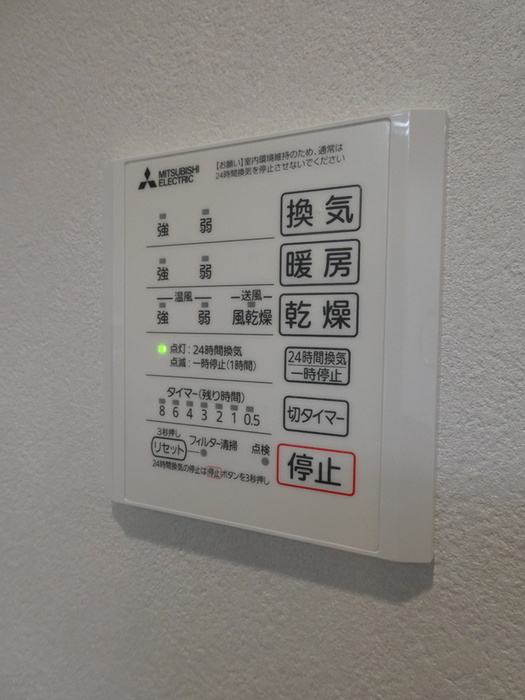 MITSUBISHI
ELECTRIC
【お願い】室内環境維持のため、通常は
24時間換気を停止させないでください
強 弱 換気
強 弱 暖房
温風 送風
強 弱 風乾燥 乾燥
点灯:24時間換気
点滅:一時停止(1時間)
24時間換気
一時停止
タイマー(残り時間)
8 6 4 3 2 1 0.5
切タイマー
3秒押し
リセット フィルター清掃 点検
24時間換気の停止は停止ボタンを3秒押し
停止